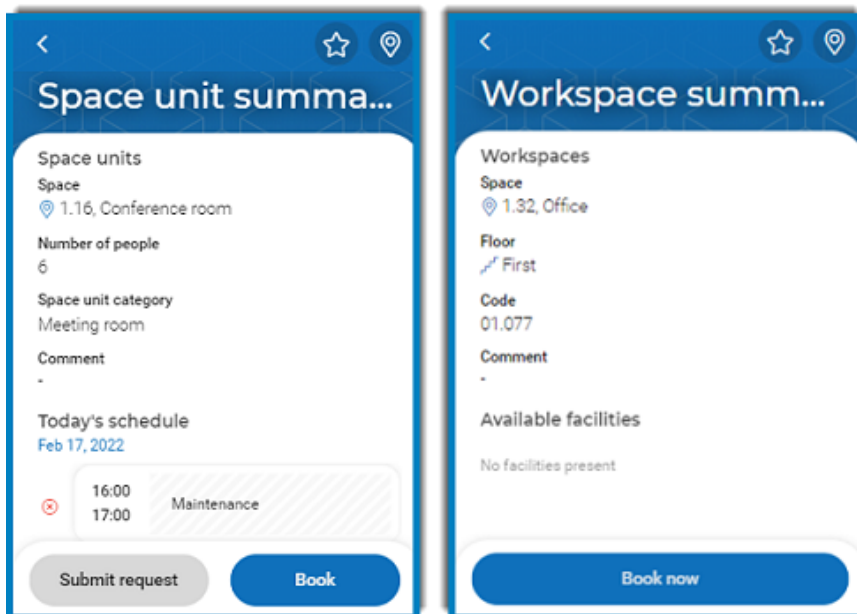 Space unit summa...
Space units
Space
1.16, Conference room
Number of people
6
Space unit category
Meeting room
Comment
-
Today's schedule
Feb 17, 2022
16:00
17:00
Maintenance
Submit request
Book
Workspace summ...
Workspaces
Space
1.32, Office
Floor
First
Code
01.077
Comment
-
Available facilities
No facilities present
Book now